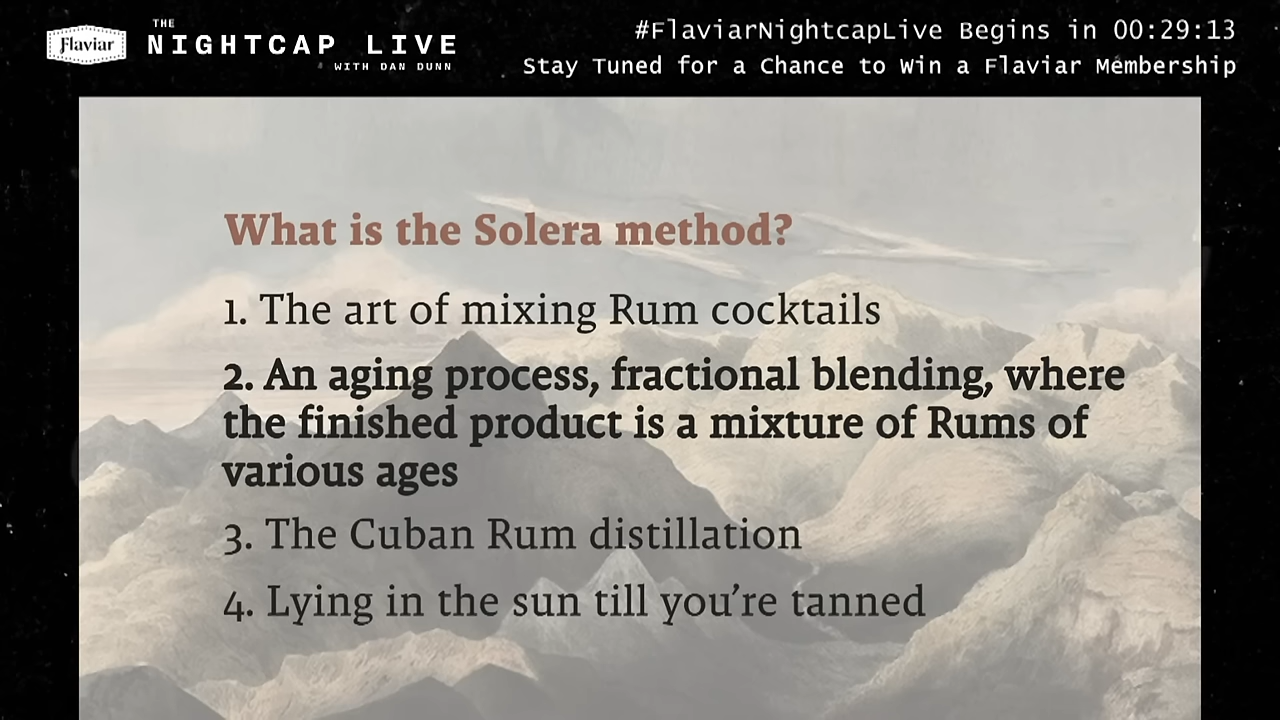 Flaviar
THE
NIGHTCAP LIVE
WITH DAN DUNN
#FlaviarNightcapLive Begins in 00:29:13
Stay Tuned for a Chance to Win a Flaviar Membership
What is the Solera method?
1. The art of mixing Rum cocktails
2. An aging process, fractional blending, where
the finished product is a mixture of Rums of
various ages
3. The Cuban Rum distillation
4. Lying in the sun till you're tanned